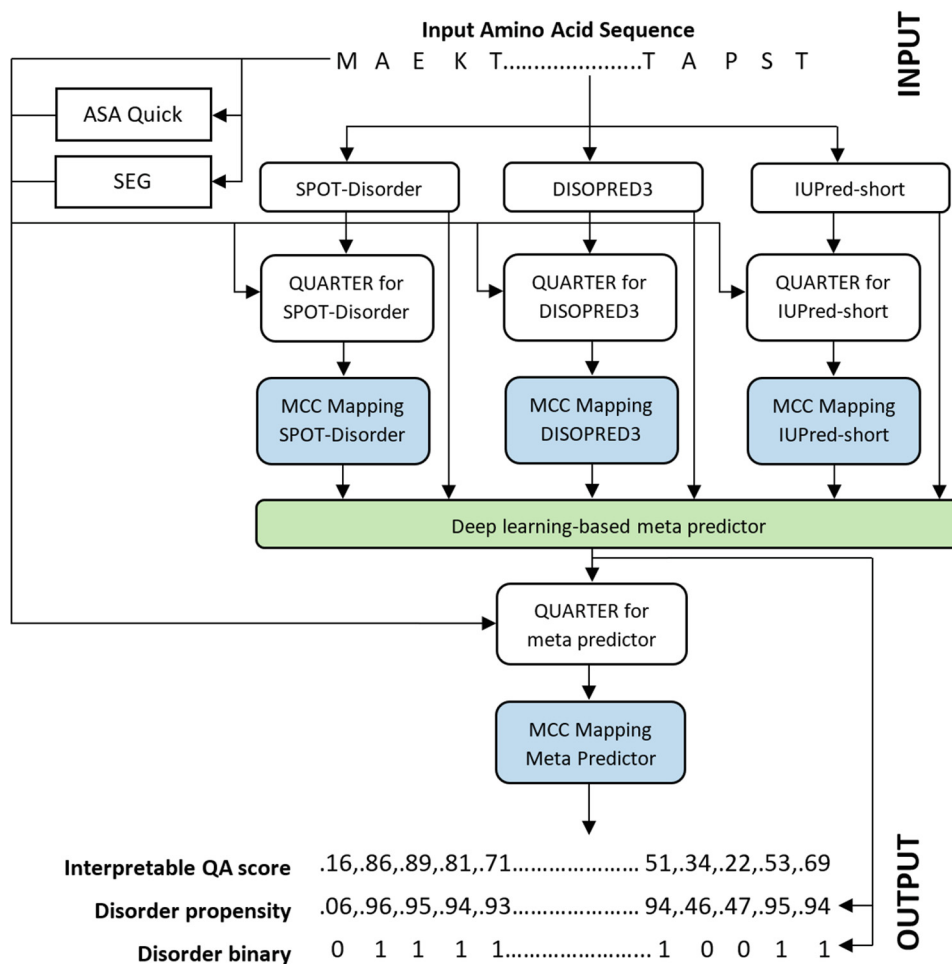 Input Amino Acid Sequence
INPUT
M A E K T.....................T A P S T
ASA Quick
SEG
SPOT-Disorder
DISOPRED3
IUPred-short
QUARTER for
SPOT-Disorder
QUARTER for
DISOPRED3
QUARTER for
IUPred-short
MCC Mapping
SPOT-Disorder
MCC Mapping
DISOPRED3
MCC Mapping
IUPred-short
Deep learning-based meta predictor
QUARTER for
meta predictor
MCC Mapping
Meta Predictor
OUTPUT
Interpretable QA score .16,.86,.89,.81,.71...................... 51,.34,.22,.53,.69
Disorder propensity .06,.96,.95,.94,.93...................... 94,.46,.47,.95,.94
Disorder binary 0 1 1 1 1......................1 0 0 1 1